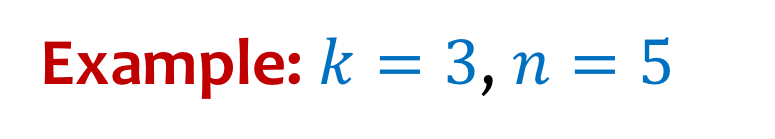 Example: k = 3, n = 5